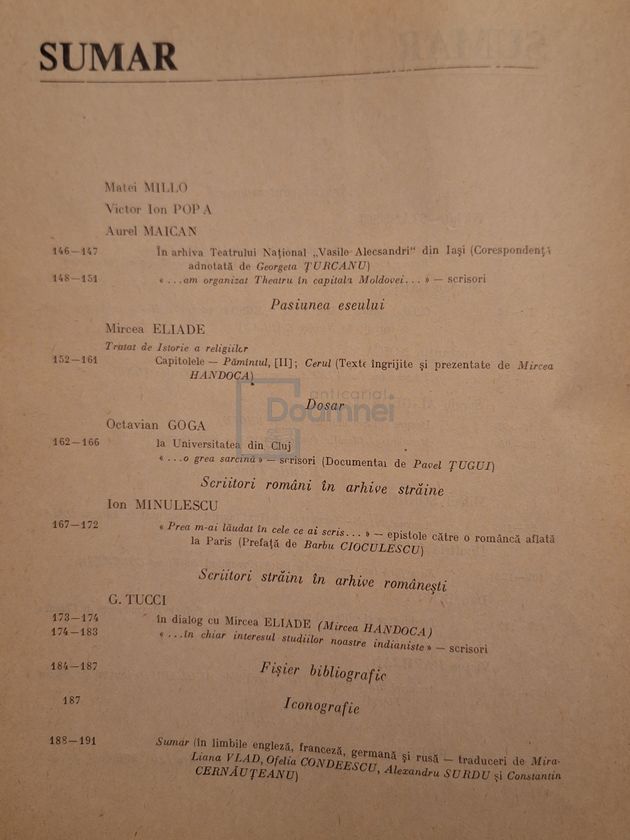 SUMAR
Matei MILLO
Victor Ion POPA
Aurel MAICAN
146—147 În arhiva Teatrului Național „Vasile Alecsandri“ din Iași (Corespondență
adnotată de Georgeta ȚURCANU)
148—151 « ...am organizat Theatru în capitala Moldovei... » — scrisori
Pasiunea eseului
Mircea ELIADE
Tratat de Istorie a religiilor
152—161 Capitolele — Pămîntul, [II]; Cerul (Texte îngrijite și prezentate de Mircea
HANDOCA)
anticariat
Doamnei
Dosar
Octavian GOGA
162—166 la Universitatea din Cluj
« ...o grea sarcină » — scrisori (Documentar de Pavel ȚUGUI)
Scriitori români în arhive străine
Ion MINULESCU
167—172 « Prea m-ai lăudat în cele ce ai scris... » — epistole către o româncă aflată
la Paris (Prefață de Barbu CIOCULESCU)
Scriitori străini în arhive românești
G. TUCCI
173—174 în dialog cu Mircea ELIADE (Mircea HANDOCA)
174—183 « ...în chiar interesul studiilor noastre indianiste » — scrisori
184—187 Fișier bibliografic
187 Iconografie
188—191 Sumar (în limbile engleză, franceză, germană și rusă — traduceri de Mira-
Liana VLAD, Ofelia CONDEESCU, Alexandru SURDU și Constantin
CERNĂUȚEANU)